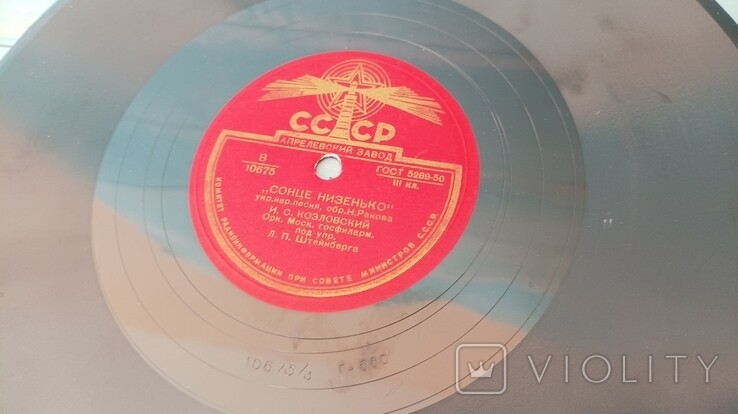 СССР
АПРЕЛЕВСКИЙ ЗАВОД
В
10675
ГОСТ 5289-50
III кл.
„СОНЦЕ НИЗЕНЬКО"
укр.нар.песня, обр.Н.Ракова
И. С. КОЗЛОВСКИЙ
Орк. Моск. госфиларм.
под упр.
Л. П. Штейнберга
КОМИТЕТ РАДИОИНФОРМАЦИИ ПРИ СОВЕТЕ МИНИСТРОВ СССР
VIOLITY